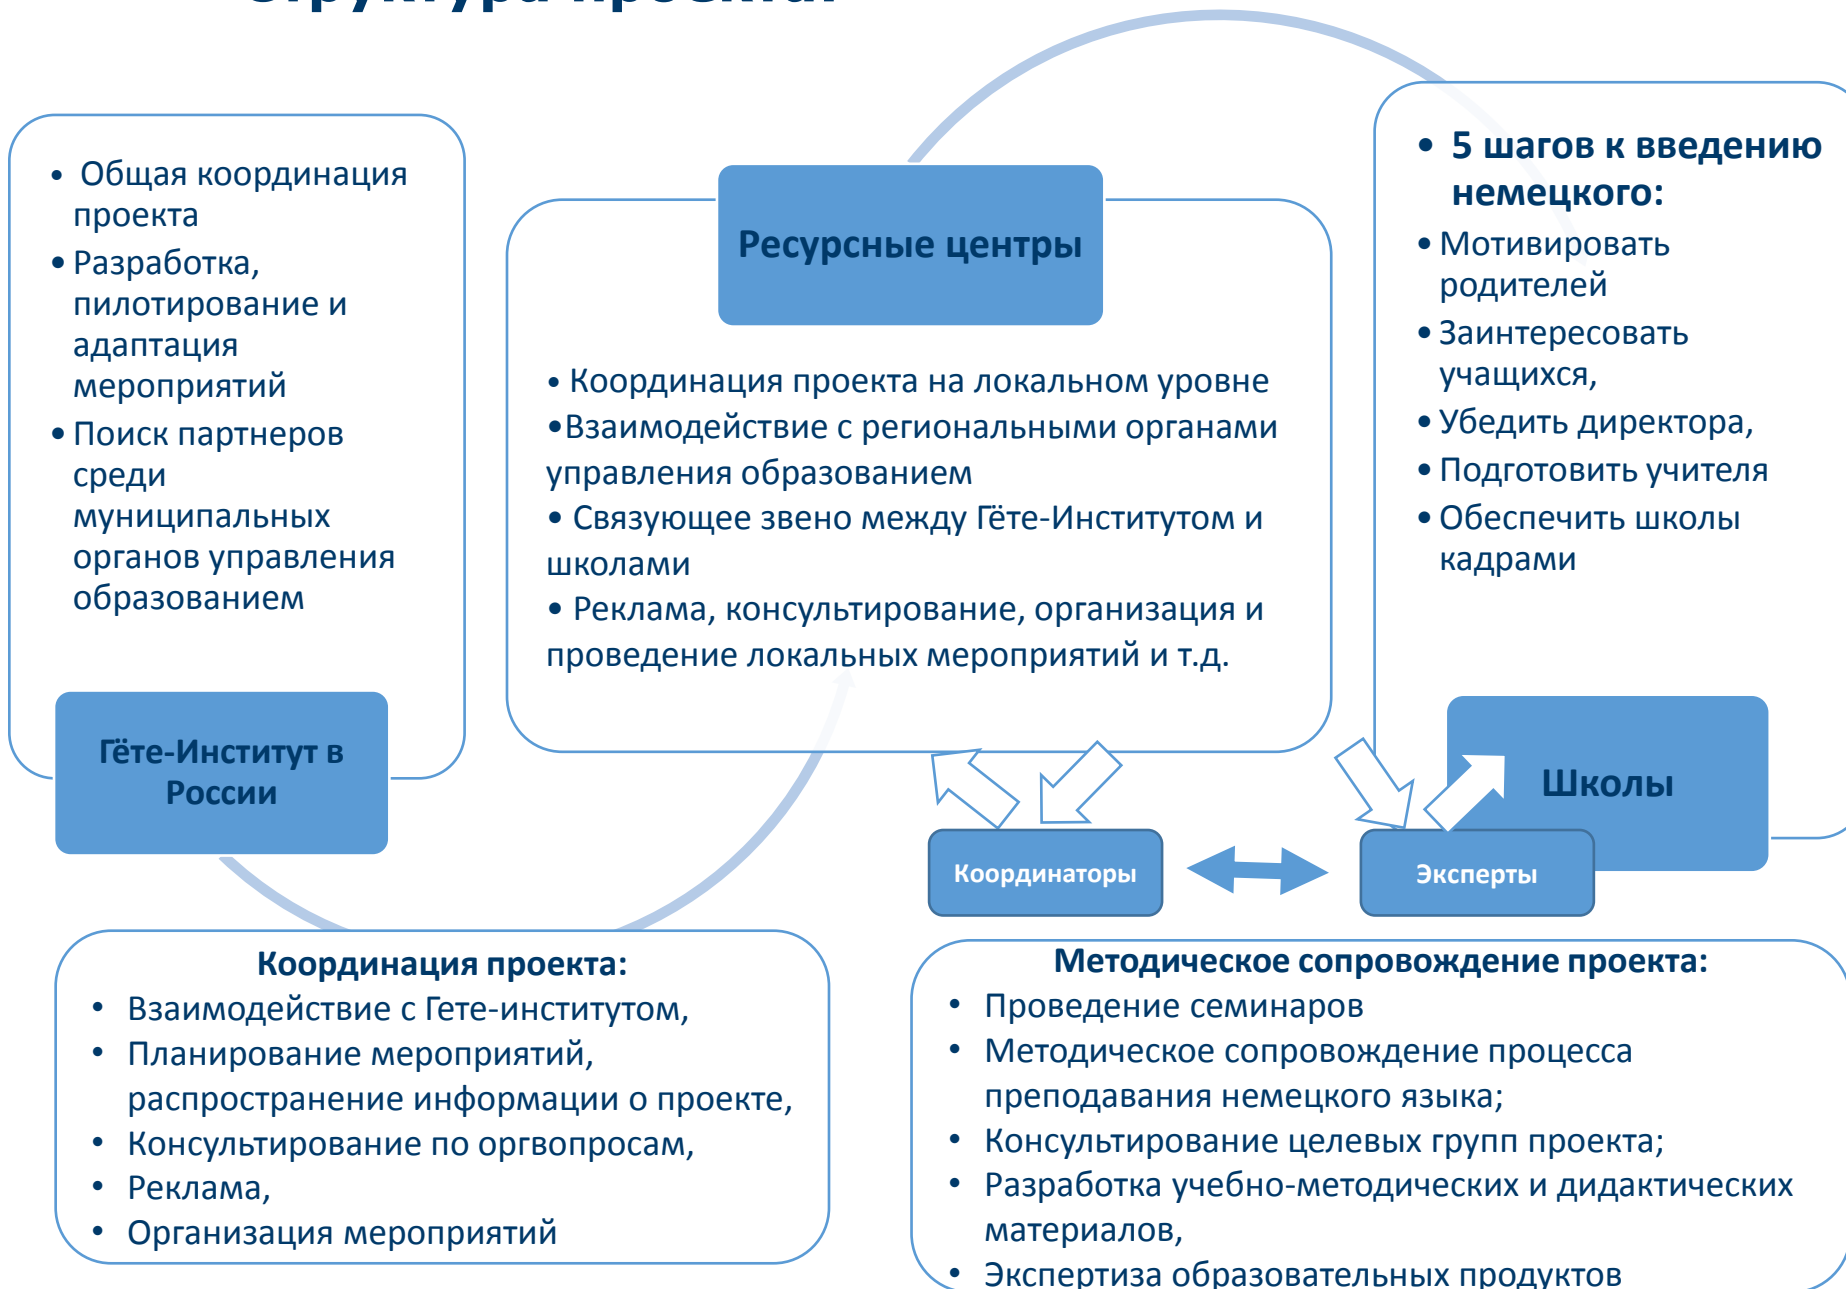 Структура проекта:
• Общая координация
проекта
• Разработка,
пилотирование и
адаптация
мероприятий
• Поиск партнеров
среди
муниципальных
органов управления
образованием
Гёте-Институт в
России
Ресурсные центры
• Координация проекта на локальном уровне
•Взаимодействие с региональными органами
управления образованием
• Связующее звено между Гёте-Институтом и
школами
• Реклама, консультирование, организация и
проведение локальных мероприятий и т.д.
• 5 шагов к введению
немецкого:
• Мотивировать
родителей
• Заинтересовать
учащихся,
• Убедить директора,
• Подготовить учителя
• Обеспечить школы
кадрами
Школы
Координаторы
Эксперты
Координация проекта:
• Взаимодействие с Гете-институтом,
• Планирование мероприятий,
распространение информации о проекте,
• Консультирование по оргвопросам,
• Реклама,
• Организация мероприятий
Методическое сопровождение проекта:
• Проведение семинаров
• Методическое сопровождение процесса
преподавания немецкого языка;
• Консультирование целевых групп проекта;
• Разработка учебно-методических и дидактических
материалов,
• Экспертиза образовательных продуктов